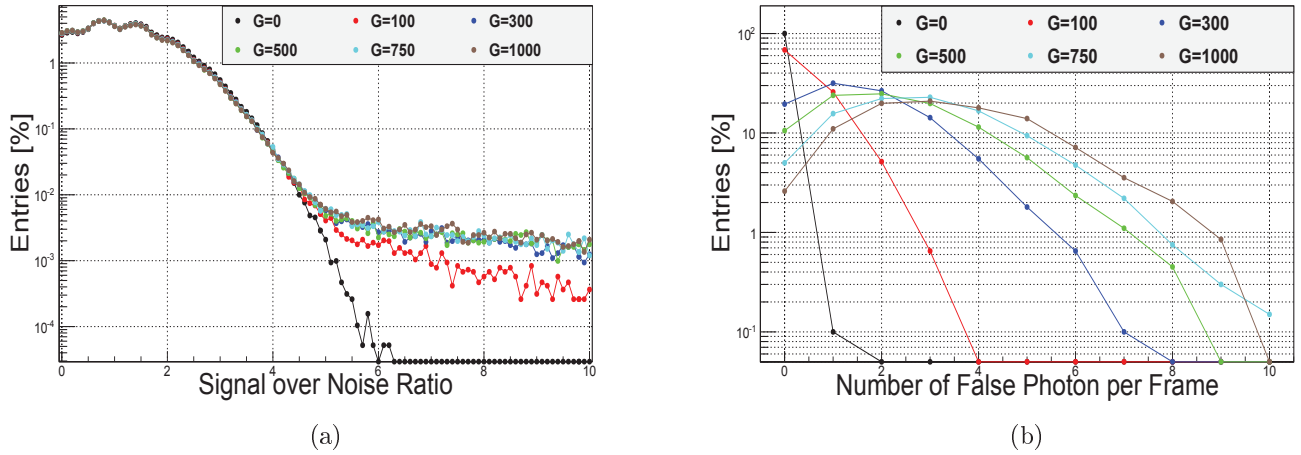 G=0 G=100 G=300
G=500 G=750 G=1000
Entries [%]
1
10⁻¹
10⁻²
10⁻³
10⁻⁴
0 2 4 6 8 10
Signal over Noise Ratio
(a)
G=0 G=100 G=300
G=500 G=750 G=1000
Entries [%]
10²
10
1
10⁻¹
0 2 4 6 8 10
Number of False Photon per Frame
(b)